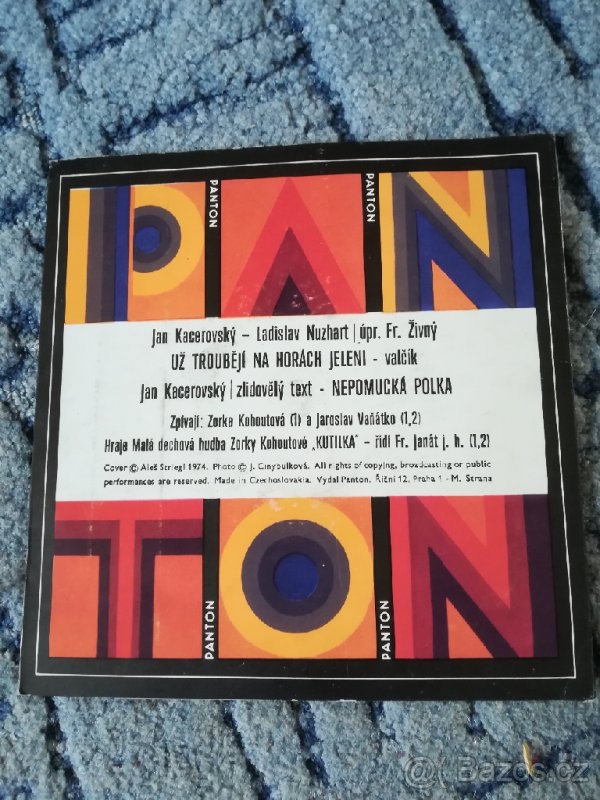 PAN
PANTON
PANTON
Jan Kacerovský – Ladislav Nuzhart | úpr. Fr. Živný
UŽ TROUBĚJÍ NA HORÁCH JELENI - valčík
Jan Kacerovský | zlidovělý text - NEPOMUCKÁ POLKA
Zpívají: Zorka Kohoutová (1) a Jaroslav Vaňátko (1,2)
Hraje Malá dechová hudba Zorky Kohoutové „KUTILKA" – řídí Fr. Janát j. h. (1,2)
Cover © Aleš Striegl 1974. Photo © J. Cinybulková. All rights of copying, broadcasting or public
performances are reserved. Made in Czechoslovakia. Vydal Panton, Říční 12, Praha 1 - M. Strana
TON
PANTON
PANTON
Bazos.cz